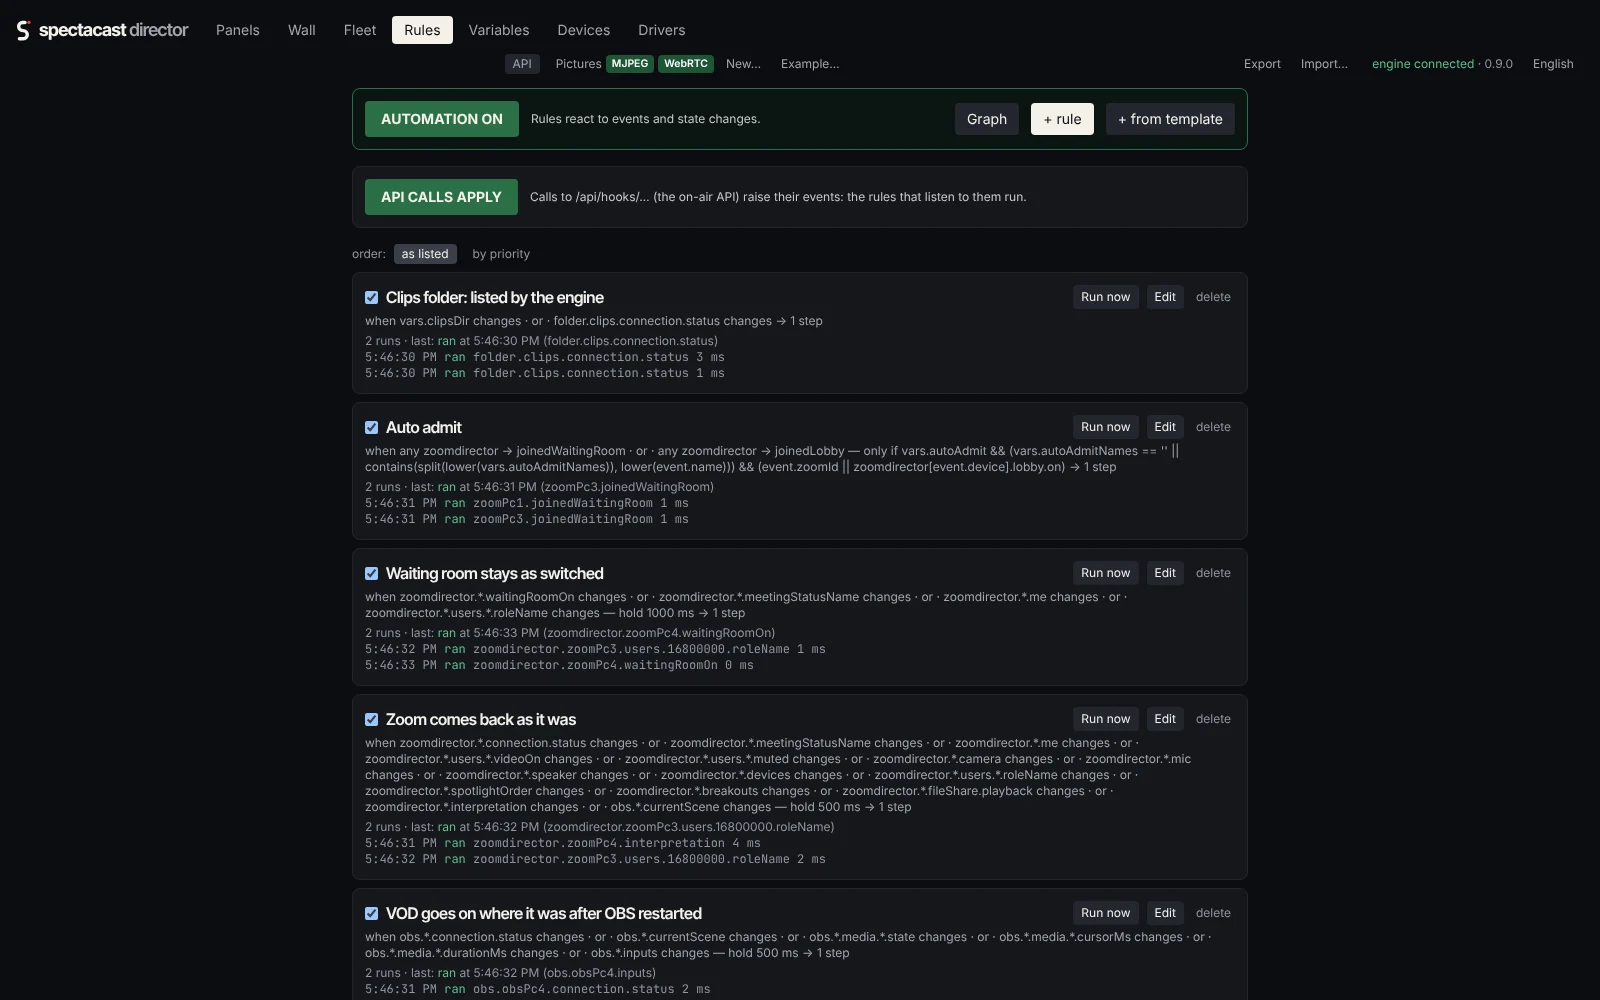 spectacast director Panels Wall Fleet Rules Variables Devices Drivers
API Pictures MJPEG WebRTC New... Example... Export Import... engine connected · 0.9.0 English
AUTOMATION ON Rules react to events and state changes. Graph + rule + from template
API CALLS APPLY Calls to /api/hooks/... (the on-air API) raise their events: the rules that listen to them run.
order: as listed by priority
Clips folder: listed by the engine Run now Edit delete
when vars.clipsDir changes · or · folder.clips.connection.status changes → 1 step
2 runs · last: ran at 5:46:30 PM (folder.clips.connection.status)
5:46:30 PM ran folder.clips.connection.status 3 ms
5:46:30 PM ran folder.clips.connection.status 1 ms
Auto admit Run now Edit delete
when any zoomdirector → joinedWaitingRoom · or · any zoomdirector → joinedLobby — only if vars.autoAdmit && (vars.autoAdmitNames == '' ||
contains(split(lower(vars.autoAdmitNames)), lower(event.name))) && (event.zoomId || zoomdirector[event.device].lobby.on) → 1 step
2 runs · last: ran at 5:46:31 PM (zoomPc3.joinedWaitingRoom)
5:46:31 PM ran zoomPc1.joinedWaitingRoom 1 ms
5:46:31 PM ran zoomPc3.joinedWaitingRoom 1 ms
Waiting room stays as switched Run now Edit delete
when zoomdirector.*.waitingRoomOn changes · or · zoomdirector.*.meetingStatusName changes · or · zoomdirector.*.me changes · or ·
zoomdirector.*.users.*.roleName changes — hold 1000 ms → 1 step
2 runs · last: ran at 5:46:33 PM (zoomdirector.zoomPc4.waitingRoomOn)
5:46:32 PM ran zoomdirector.zoomPc3.users.16800000.roleName 1 ms
5:46:33 PM ran zoomdirector.zoomPc4.waitingRoomOn 0 ms
Zoom comes back as it was Run now Edit delete
when zoomdirector.*.connection.status changes · or · zoomdirector.*.meetingStatusName changes · or · zoomdirector.*.me changes · or ·
zoomdirector.*.users.*.videoOn changes · or · zoomdirector.*.users.*.muted changes · or · zoomdirector.*.camera changes · or · zoomdirector.*.mic
changes · or · zoomdirector.*.speaker changes · or · zoomdirector.*.devices changes · or · zoomdirector.*.users.*.roleName changes · or ·
zoomdirector.*.spotlightOrder changes · or · zoomdirector.*.breakouts changes · or · zoomdirector.*.fileShare.playback changes · or ·
zoomdirector.*.interpretation changes · or · obs.*.currentScene changes — hold 500 ms → 1 step
2 runs · last: ran at 5:46:32 PM (zoomdirector.zoomPc3.users.16800000.roleName)
5:46:31 PM ran zoomdirector.zoomPc4.interpretation 4 ms
5:46:32 PM ran zoomdirector.zoomPc3.users.16800000.roleName 2 ms
VOD goes on where it was after OBS restarted Run now Edit delete
when obs.*.connection.status changes · or · obs.*.currentScene changes · or · obs.*.media.*.state changes · or · obs.*.media.*.cursorMs changes · or ·
obs.*.media.*.durationMs changes · or · obs.*.inputs changes — hold 500 ms → 1 step
2 runs · last: ran at 5:46:32 PM (obs.obsPc4.inputs)
5:46:31 PM ran obs.obsPc4.connection.status 2 ms